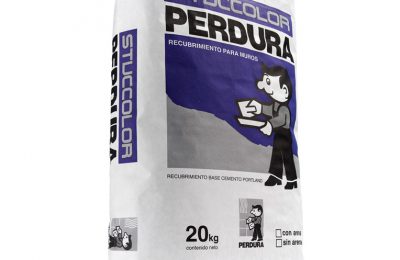 STUCCOLOR
PERDURA
RECUBRIMIENTO PARA MUROS
STUCCOLOR
PERDURA
RECUBRIMIENTO BASE CEMENTO PORTLAND
20kg
contenido neto
PERDURA
con
sin arena